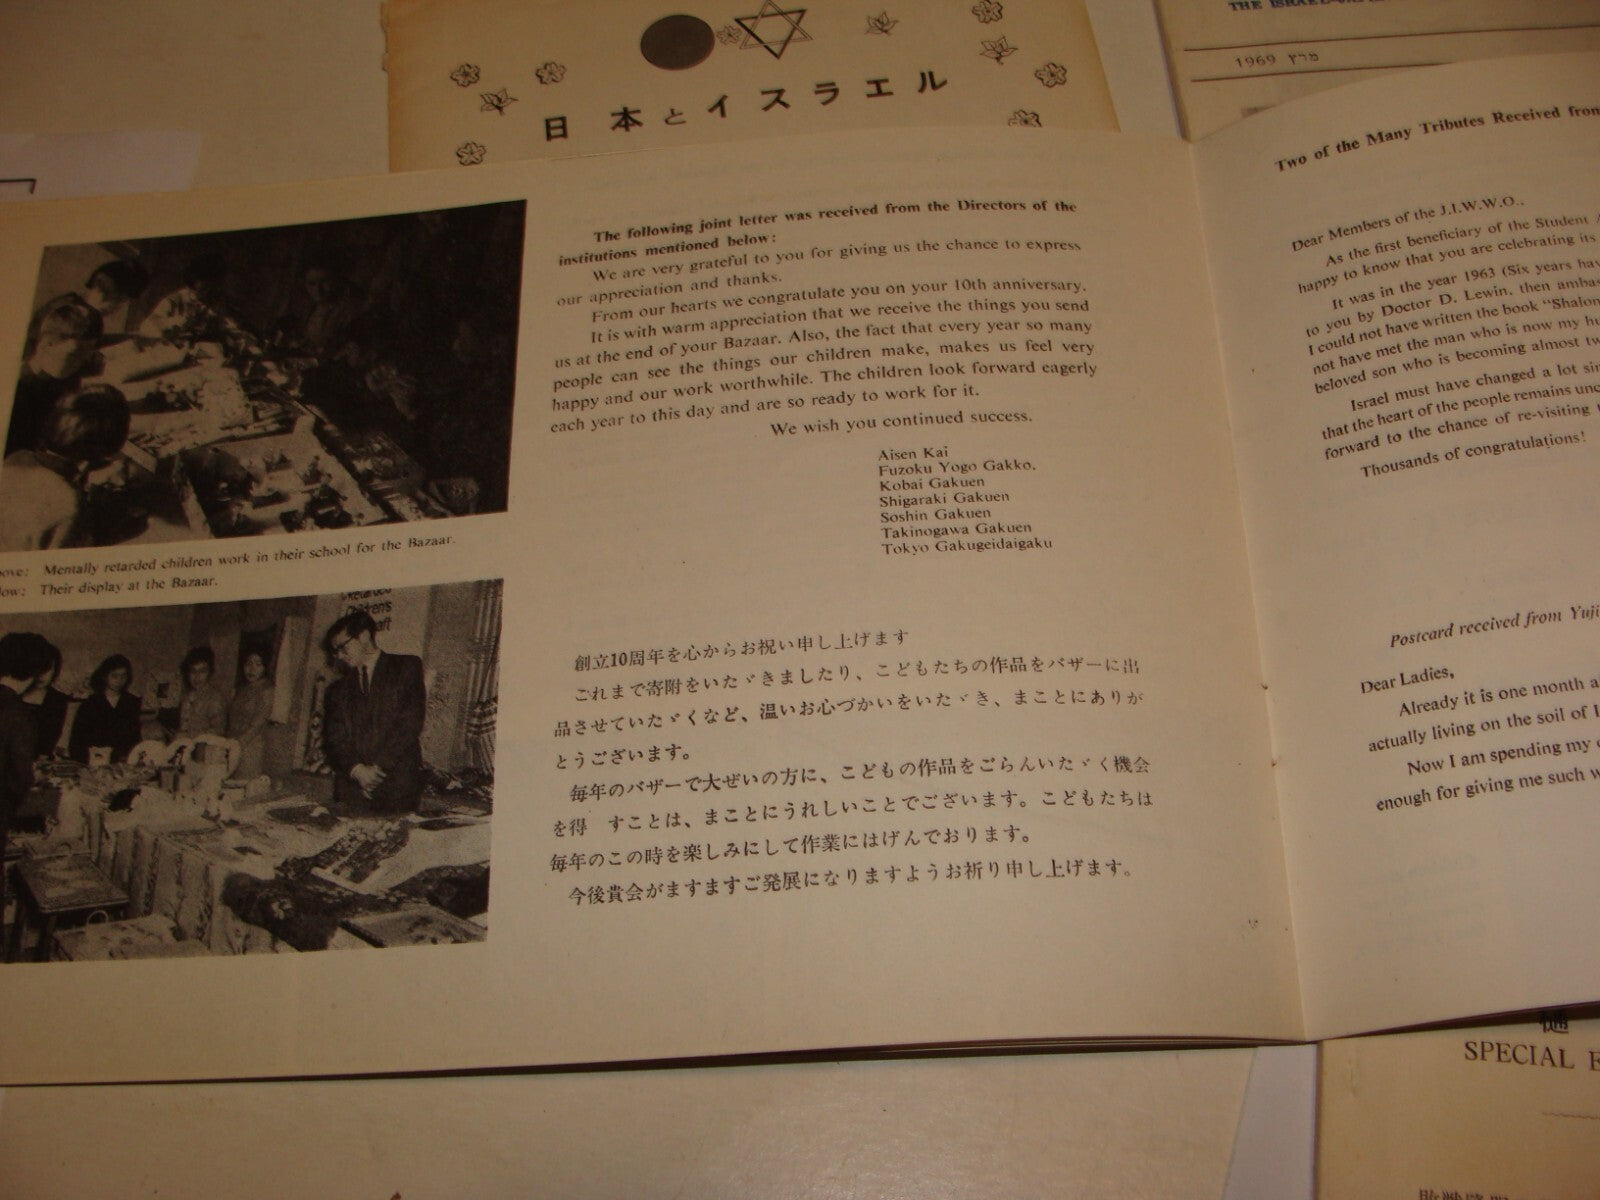 日本とイスラエル
THE ISRAEL-
1969 מרץ
The following joint letter was received from the Directors of the
institutions mentioned below:
We are very grateful to you for giving us the chance to express
our appreciation and thanks.
From our hearts we congratulate you on your 10th anniversary.
It is with warm appreciation that we receive the things you send
us at the end of your Bazaar. Also, the fact that every year so many
people can see the things our children make, makes us feel very
happy and our work worthwhile. The children look forward eagerly
each year to this day and are so ready to work for it.
We wish you continued success.
Aisen Kai
Fuzoku Yogo Gakko.
Kobai Gakuen
Shigaraki Gakuen
Soshin Gakuen
Takinogawa Gakuen
Tokyo Gakugeidaigaku
ove: Mentally retarded children work in their school for the Bazaar.
low: Their display at the Bazaar.
Retarded
Children's
aft
創立10周年を心からお祝い申し上げます
これまで寄附をいたゞきましたり、こどもたちの作品をバザーに出
品させていたゞくなど、温いお心づかいをいたゞき、まことにありが
とうございます。
毎年のバザーで大ぜいの方に、こどもの作品をごらんいたゞく機会
を得 すことは、まことにうれしいことでございます。こどもたちは
毎年のこの時を楽しみにして作業にはげんでおります。
今後貴会がますますご発展になりますようお祈り申し上げます。
Two of the Many Tributes Received from
Dear Members of the J.I.W.W.O.,
As the first beneficiary of the Student
happy to know that you are celebrating its
It was in the year 1963 (Six years hav
to you by Doctor D. Lewin, then ambas
I could not have written the book "Shalom
not have met the man who is now my hu
beloved son who is becoming almost tw
Israel must have changed a lot sin
that the heart of the people remains unc
forward to the chance of re-visiting
Thousands of congratulations!
Postcard received from Yuji
Dear Ladies,
Already it is one month a
actually living on the soil of I
Now I am spending my
enough for giving me such w
SPECIAL E